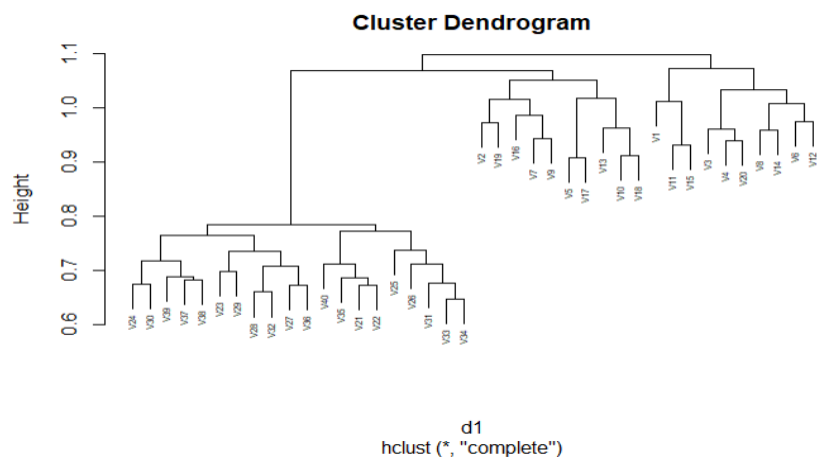 Cluster Dendrogram
Height
1.1
1.0
0.9
0.8
0.7
0.6
V24
V30
V39
V37
V38
V23
V29
V28
V32
V27
V36
V40
V35
V21
V22
V25
V26
V31
V33
V34
V2
V19
V16
V7
V9
V5
V17
V13
V10
V18
V1
V11
V15
V3
V4
V20
V8
V14
V6
V12
d1
hclust (*, "complete")